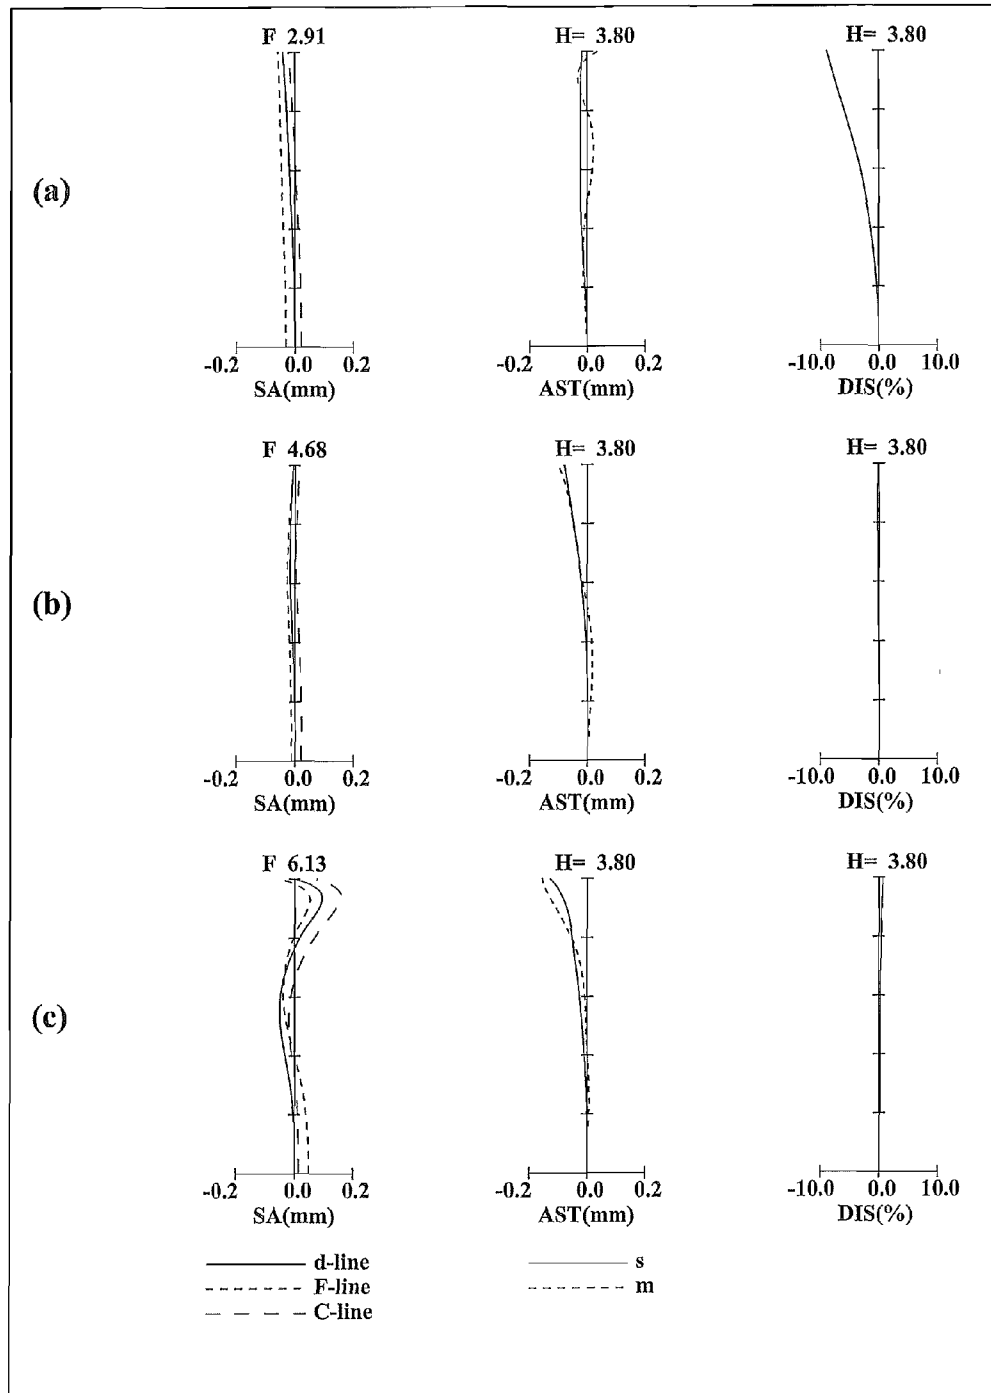 (a)
F 2.91
H= 3.80
H= 3.80
-0.2 0.0 0.2
SA(mm)
-0.2 0.0 0.2
AST(mm)
-10.0 0.0 10.0
DIS(%)
(b)
F 4.68
H= 3.80
H= 3.80
-0.2 0.0 0.2
SA(mm)
-0.2 0.0 0.2
AST(mm)
-10.0 0.0 10.0
DIS(%)
(c)
F 6.13
H= 3.80
H= 3.80
-0.2 0.0 0.2
SA(mm)
-0.2 0.0 0.2
AST(mm)
-10.0 0.0 10.0
DIS(%)
d-line
F-line
C-line
s
m